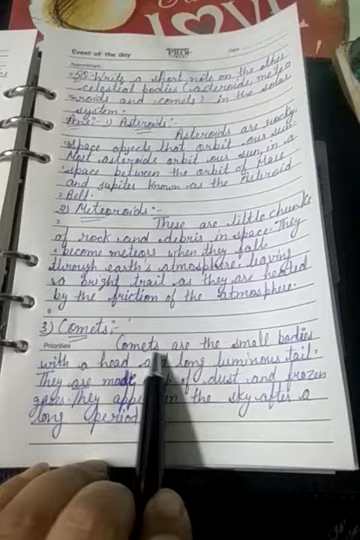 Event of the day
PRO
Date
Appointment
Write a short note on the other
celestial bodies (asteroids, meteo
roids and comets) in the solar
system.
Ans:- 1) Asteroids:-
Asteroids are rocky
space objects that orbit our sun.
Most asteroids orbit our sun in a
space between the orbit of Mars
and Jupiter known as the Asteroid
Belt.
2) Meteoroids:-
These are little chunks
of rock and debris in space. They
become meteors when they fall
through earth's atmosphere leaving
a bright trail as they are heated
by the friction of the atmosphere.
3) Comets:-
Priorities
Comets are the small bodies
with a head long luminous tail.
They are made of dust and frozen
gases. They in the sky after a
long period